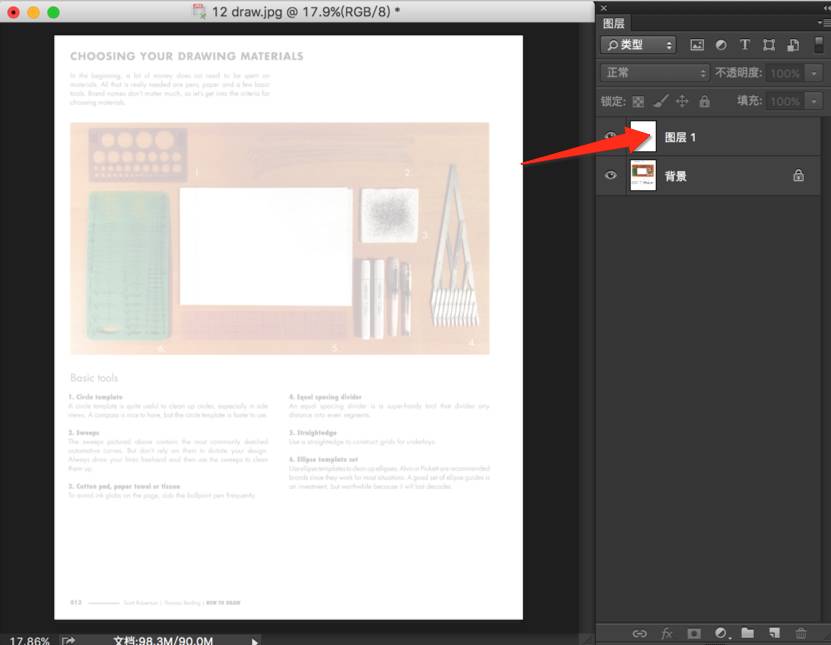 12 draw.jpg @ 17.9%(RGB/8) *
CHOOSING YOUR DRAWING MATERIALS
In the beginning, a lot of money does not need to be spent on
materials. All that is really needed are pens, paper and a few basic
tools. Brand names don't matter much, so let's get into the criteria for
choosing materials.
1
2
3
4
5
6
Basic tools
1. Circle template
A circle template is quite useful to clean up circles, especially in side
views. A compass is nice to have, but the circle template is faster to use.
2. Sweeps
The sweeps pictured above contain the most commonly sketched
automotive curves. But don't rely on them to dictate your design.
Always draw your lines freehand and then use the sweeps to clean
them up.
3. Cotton pad, paper towel or tissue
To avoid ink globs on the page, dab the ballpoint pen frequently.
4. Equal spacing divider
An equal spacing divider is a super-handy tool that divides any
distance into even segments.
5. Straightedge
Use a straightedge to construct grids for underlays.
6. Ellipse template set
Use ellipse templates to clean up ellipses. Alvin or Pickett are recommended
brands since they work for most situations. A good set of ellipse guides is
an investment, but worthwhile because it will last decades.
012
Scott Robertson | Thomas Bertling | HOW TO DRAW
17.86%
文档:98.3M/90.0M
图层
类型
正常
不透明度: 100%
锁定:
填充: 100%
图层 1
背景
fx